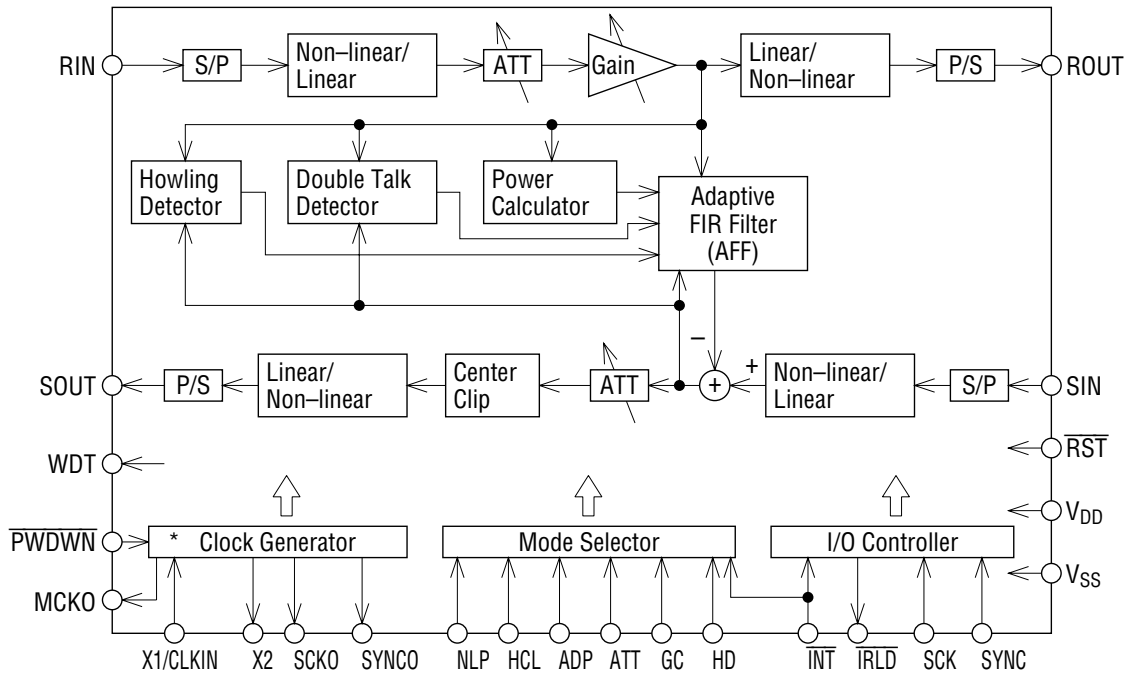 RIN
S/P
Non–linear/
Linear
ATT
Gain
Linear/
Non–linear
P/S
ROUT
Howling
Detector
Double Talk
Detector
Power
Calculator
Adaptive
FIR Filter
(AFF)
–
+
SOUT
P/S
Linear/
Non–linear
Center
Clip
ATT
+
Non–linear/
Linear
S/P
SIN
WDT
RST
VDD
PWDWN
* Clock Generator
Mode Selector
I/O Controller
MCKO
VSS
X1/CLKIN
X2
SCKO
SYNCO
NLP
HCL
ADP
ATT
GC
HD
INT
IRLD
SCK
SYNC